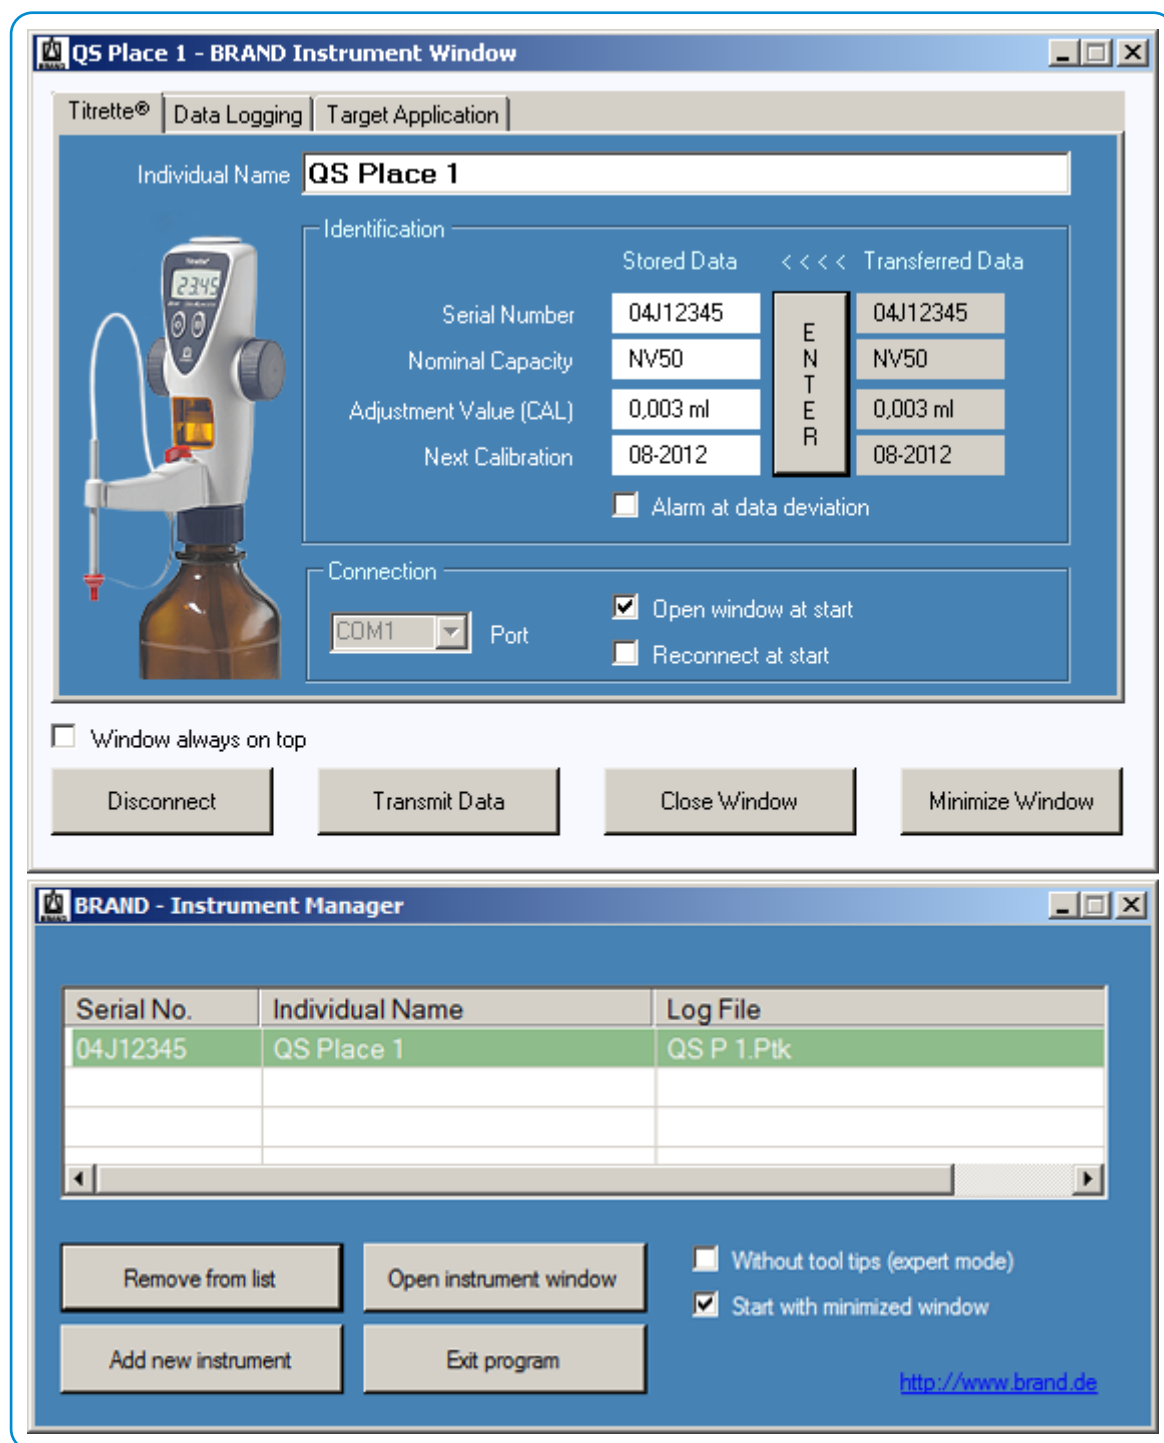 QS Place 1 - BRAND Instrument Window
Titrette® Data Logging Target Application
Individual Name QS Place 1
Identification
Stored Data < < < < Transferred Data
Serial Number 04J12345 04J12345
Nominal Capacity NV50 NV50
Adjustment Value (CAL) 0,003 ml 0,003 ml
Next Calibration 08-2012 08-2012
ENTER
Alarm at data deviation
Titrette®
23.45
Connection
COM1 Port
Open window at start
Reconnect at start
Window always on top
Disconnect Transmit Data Close Window Minimize Window
BRAND - Instrument Manager
Serial No. Individual Name Log File
04J12345 QS Place 1 QS P 1.Ptk
Remove from list Open instrument window
Without tool tips (expert mode)
Start with minimized window
Add new instrument Exit program
http://www.brand.de